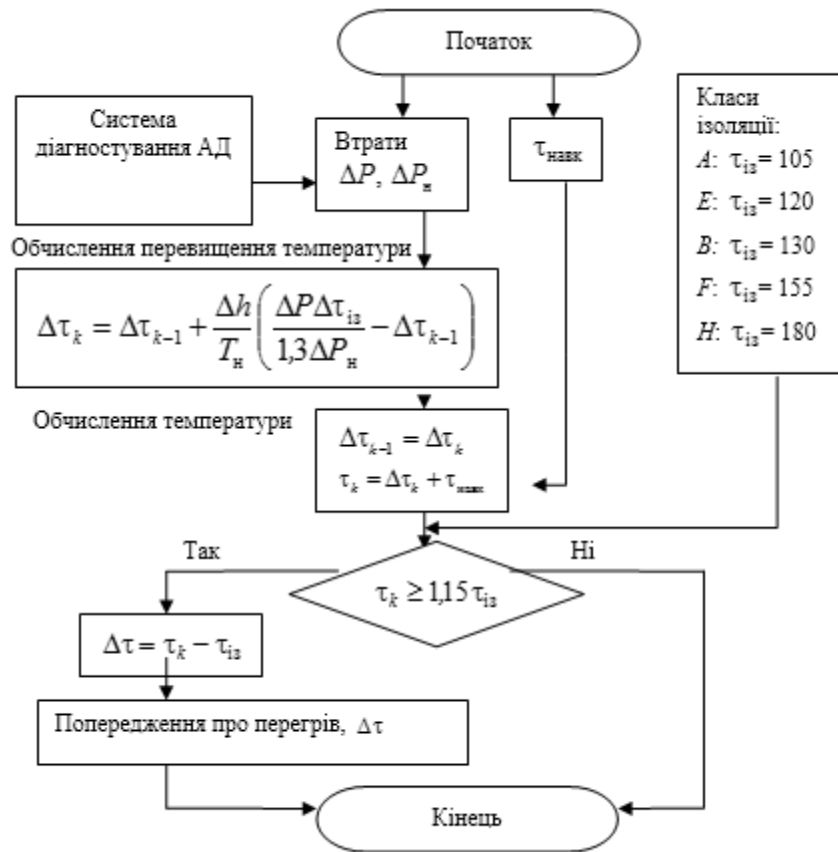 Початок
Система
діагностування АД
Втрати
ΔP, ΔPн
τнавк
Класи
ізоляції:
A: τіз= 105
E: τіз= 120
B: τіз= 130
F: τіз= 155
H: τіз= 180
Обчислення перевищення температури
Δτk = Δτk−1 + Δh/Tн (ΔPΔτіз/1,3ΔPн − Δτk−1)
Обчислення температури
Δτk−1 = Δτk
τk = Δτk + τнавк
Так
Ні
τk ≥ 1,15τіз
Δτ = τk − τіз
Попередження про перегрів, Δτ
Кінець